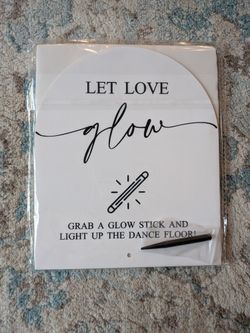 LET LOVE
glow
GRAB A GLOW STICK AND
LIGHT UP THE DANCE FLOOR!